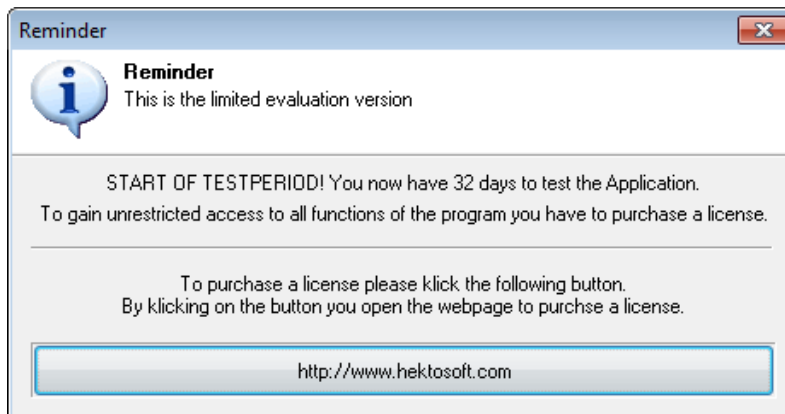 Reminder
Reminder
This is the limited evaluation version
START OF TESTPERIOD! You now have 32 days to test the Application.
To gain unrestricted access to all functions of the program you have to purchase a license.
To purchase a license please klick the following button.
By klicking on the button you open the webpage to purchse a license.
http://www.hektosoft.com